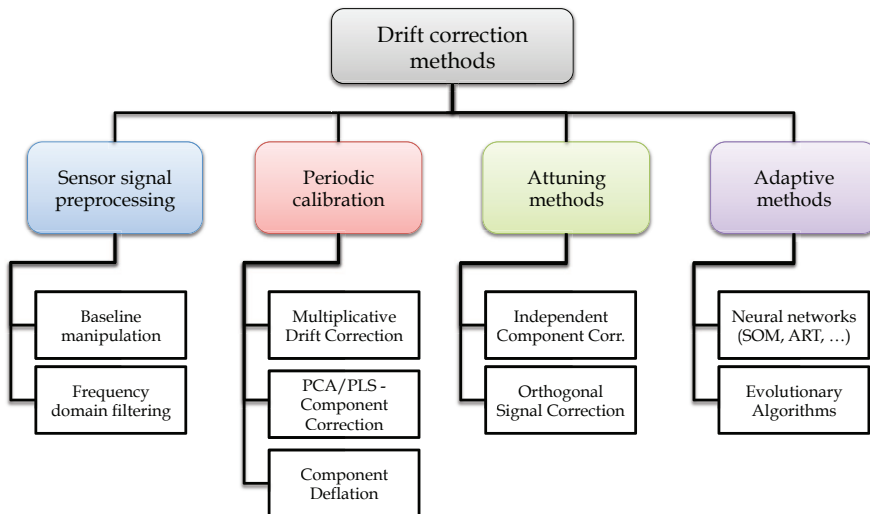 Drift correction
methods
Sensor signal
preprocessing
Periodic
calibration
Attuning
methods
Adaptive
methods
Baseline
manipulation
Frequency
domain filtering
Multiplicative
Drift Correction
PCA/PLS -
Component
Correction
Component
Deflation
Independent
Component Corr.
Orthogonal
Signal Correction
Neural networks
(SOM, ART, ...)
Evolutionary
Algorithms